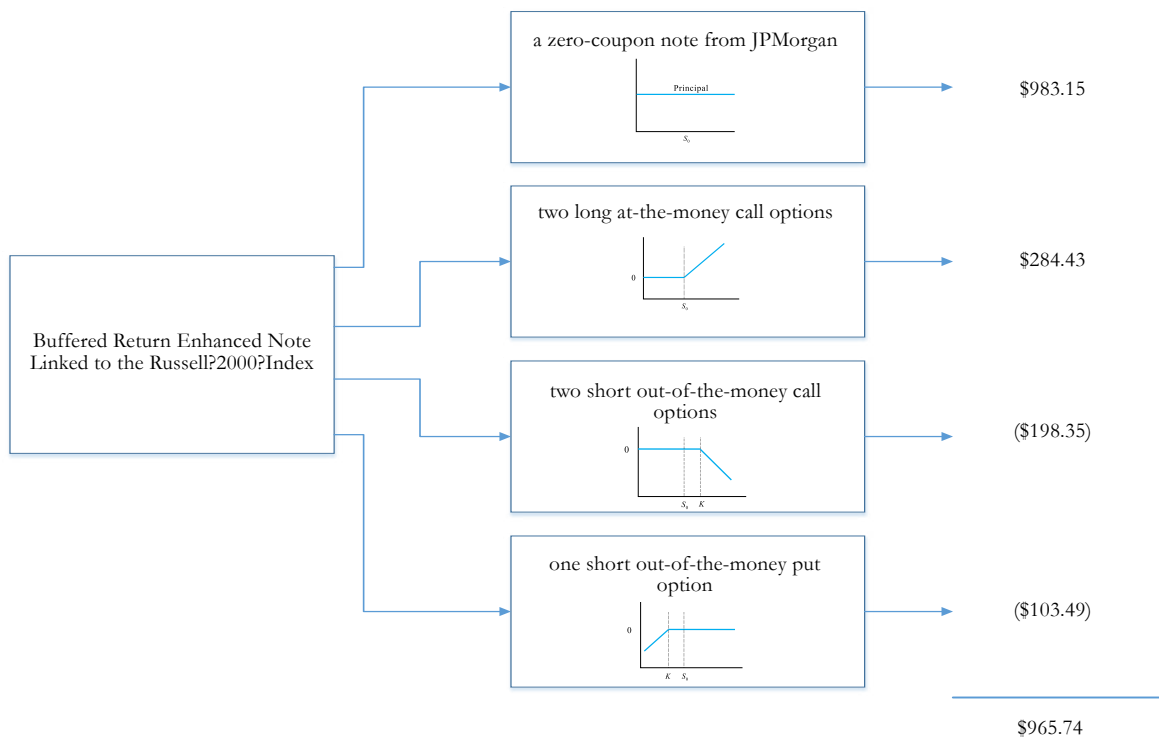 a zero-coupon note from JPMorgan
Principal
S0
$983.15
two long at-the-money call options
0
S0
$284.43
Buffered Return Enhanced Note
Linked to the Russell?2000?Index
two short out-of-the-money call
options
0
S0 K
($198.35)
one short out-of-the-money put
option
0
K S0
($103.49)
$965.74